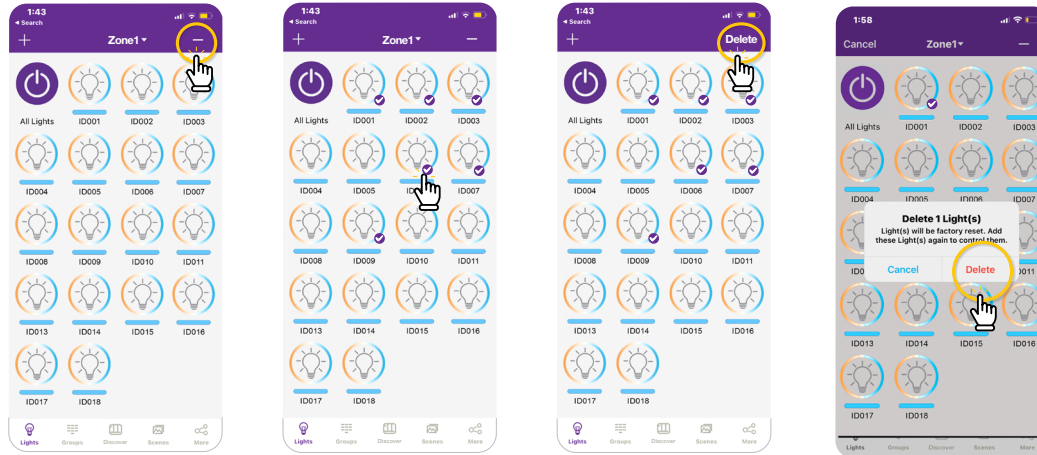 1:43
Search
Zone1
All Lights ID001 ID002 ID003
ID004 ID005 ID006 ID007
ID008 ID009 ID010 ID011
ID013 ID014 ID015 ID016
ID017 ID018
Lights Groups Discover Scenes More
1:43
Search
Zone1
All Lights ID001 ID002 ID003
ID004 ID005 ID007
ID008 ID009 ID010 ID011
ID013 ID014 ID015 ID016
ID017 ID018
Lights Groups Discover Scenes More
1:43
Search
Delete
All Lights ID001 ID002 ID003
ID004 ID005 ID006 ID007
ID008 ID009 ID010 ID011
ID013 ID014 ID015 ID016
ID017 ID018
Lights Groups Discover Scenes More
1:58
Cancel Zone1
All Lights ID001 ID002 ID003
ID004 ID005 ID006 ID007
Delete 1 Light(s)
Light(s) will be factory reset. Add
these Light(s) again to control them.
Cancel Delete
ID013 ID014 ID015 ID016
ID017 ID018
Lights Groups Discover Scenes More